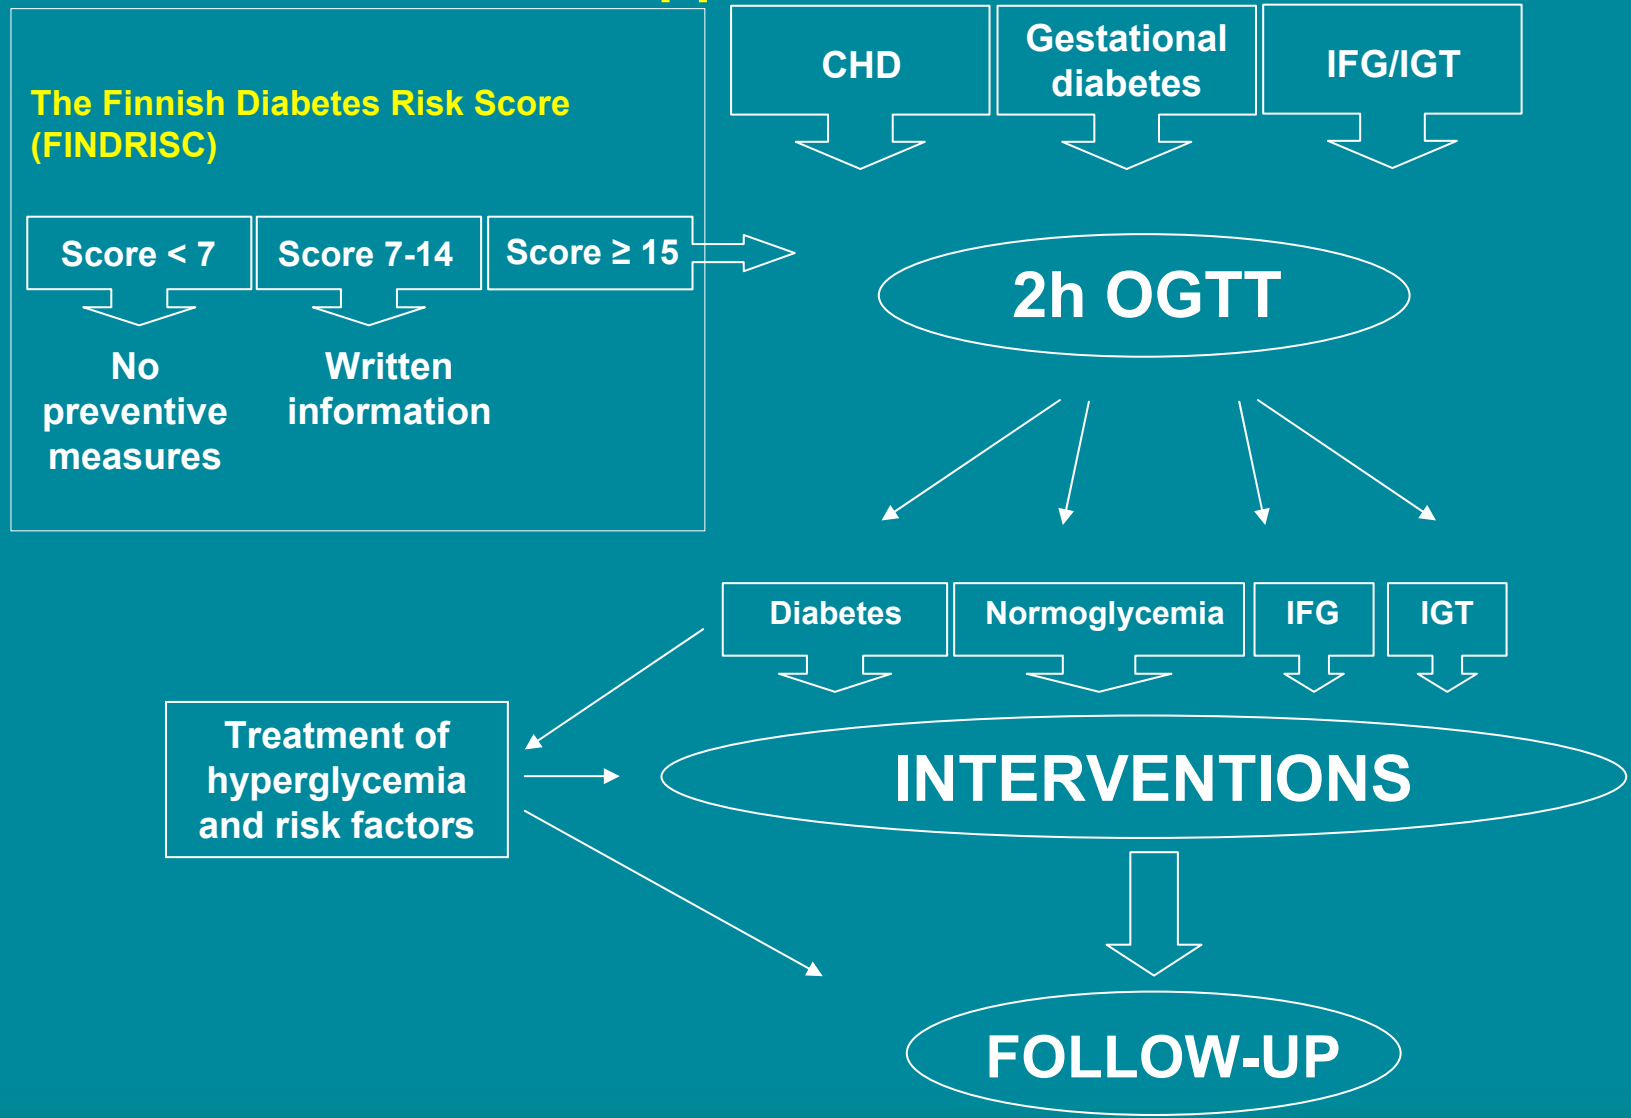 The Finnish Diabetes Risk Score
(FINDRISC)
Score < 7
Score 7-14
Score ≥ 15
No
preventive
measures
Written
information
CHD
Gestational
diabetes
IFG/IGT
2h OGTT
Diabetes
Normoglycemia
IFG
IGT
Treatment of
hyperglycemia
and risk factors
INTERVENTIONS
FOLLOW-UP